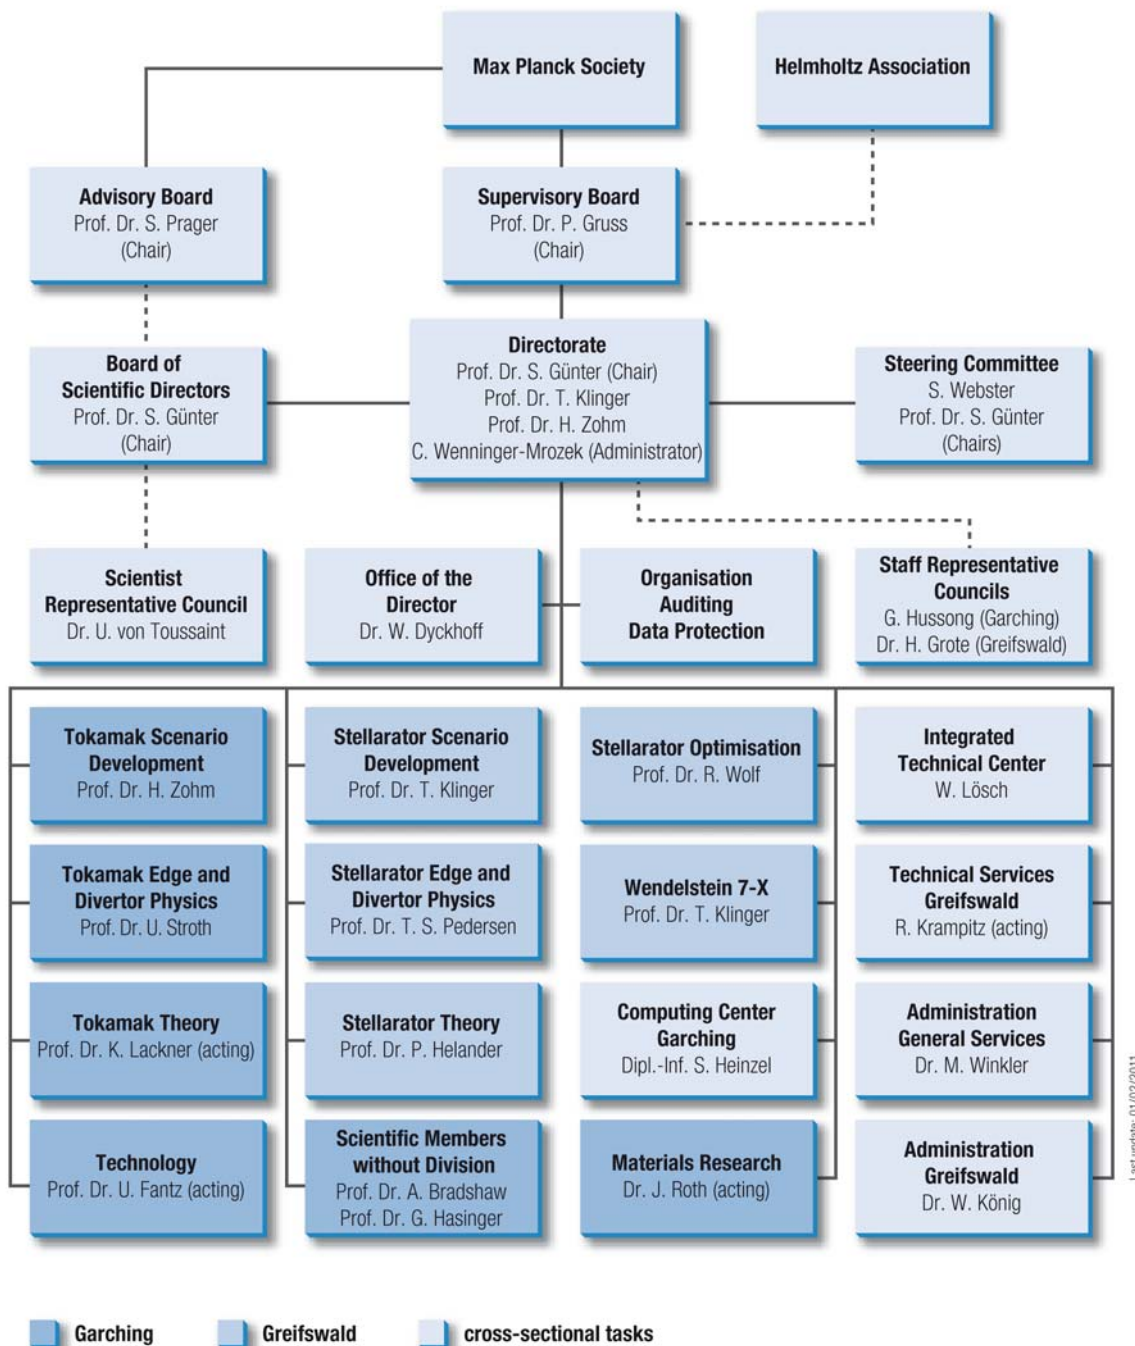 Max Planck Society
Helmholtz Association
Advisory Board
Prof. Dr. S. Prager
(Chair)
Supervisory Board
Prof. Dr. P. Gruss
(Chair)
Board of
Scientific Directors
Prof. Dr. S. Günter
(Chair)
Directorate
Prof. Dr. S. Günter (Chair)
Prof. Dr. T. Klinger
Prof. Dr. H. Zohm
C. Wenninger-Mrozek (Administrator)
Steering Committee
S. Webster
Prof. Dr. S. Günter
(Chairs)
Scientist
Representative Council
Dr. U. von Toussaint
Office of the
Director
Dr. W. Dyckhoff
Organisation
Auditing
Data Protection
Staff Representative
Councils
G. Hussong (Garching)
Dr. H. Grote (Greifswald)
Tokamak Scenario
Development
Prof. Dr. H. Zohm
Stellarator Scenario
Development
Prof. Dr. T. Klinger
Stellarator Optimisation
Prof. Dr. R. Wolf
Integrated
Technical Center
W. Lösch
Tokamak Edge and
Divertor Physics
Prof. Dr. U. Stroth
Stellarator Edge and
Divertor Physics
Prof. Dr. T. S. Pedersen
Wendelstein 7-X
Prof. Dr. T. Klinger
Technical Services
Greifswald
R. Krampitz (acting)
Tokamak Theory
Prof. Dr. K. Lackner (acting)
Stellarator Theory
Prof. Dr. P. Helander
Computing Center
Garching
Dipl.-Inf. S. Heinzel
Administration
General Services
Dr. M. Winkler
Technology
Prof. Dr. U. Fantz (acting)
Scientific Members
without Division
Prof. Dr. A. Bradshaw
Prof. Dr. G. Hasinger
Materials Research
Dr. J. Roth (acting)
Administration
Greifswald
Dr. W. König
Last update: 01/02/2011
Garching
Greifswald
cross-sectional tasks